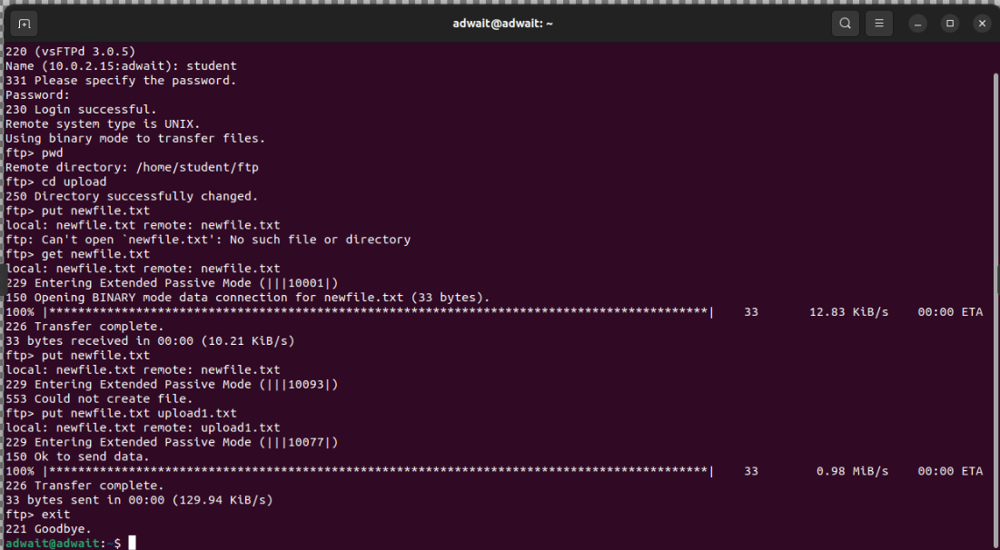 adwait@adwait: ~
220 (vsFTPd 3.0.5)
Name (10.0.2.15:adwait): student
331 Please specify the password.
Password:
230 Login successful.
Remote system type is UNIX.
Using binary mode to transfer files.
ftp> pwd
Remote directory: /home/student/ftp
ftp> cd upload
250 Directory successfully changed.
ftp> put newfile.txt
local: newfile.txt remote: newfile.txt
ftp: Can't open `newfile.txt': No such file or directory
ftp> get newfile.txt
local: newfile.txt remote: newfile.txt
229 Entering Extended Passive Mode (|||10001|)
150 Opening BINARY mode data connection for newfile.txt (33 bytes).
100% |*******************************************************************************************|    33       12.83 KiB/s    00:00 ETA
226 Transfer complete.
33 bytes received in 00:00 (10.21 KiB/s)
ftp> put newfile.txt
local: newfile.txt remote: newfile.txt
229 Entering Extended Passive Mode (|||10093|)
553 Could not create file.
ftp> put newfile.txt upload1.txt
local: newfile.txt remote: upload1.txt
229 Entering Extended Passive Mode (|||10077|)
150 Ok to send data.
100% |*******************************************************************************************|    33        0.98 MiB/s    00:00 ETA
226 Transfer complete.
33 bytes sent in 00:00 (129.94 KiB/s)
ftp> exit
221 Goodbye.
adwait@adwait:~$